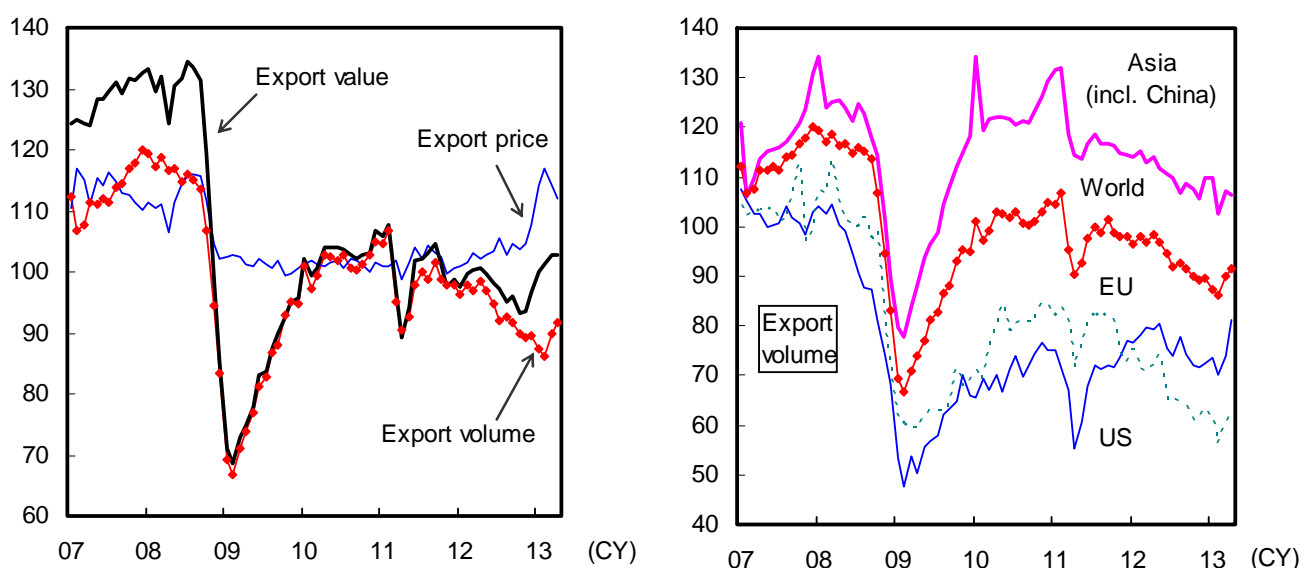 140
130
120
110
100
90
80
70
60
07 08 09 10 11 12 13 (CY)
Export value
Export price
Export volume
140
130
120
110
100
90
80
70
60
50
40
07 08 09 10 11 12 13 (CY)
Asia
(incl. China)
World
EU
Export
volume
US